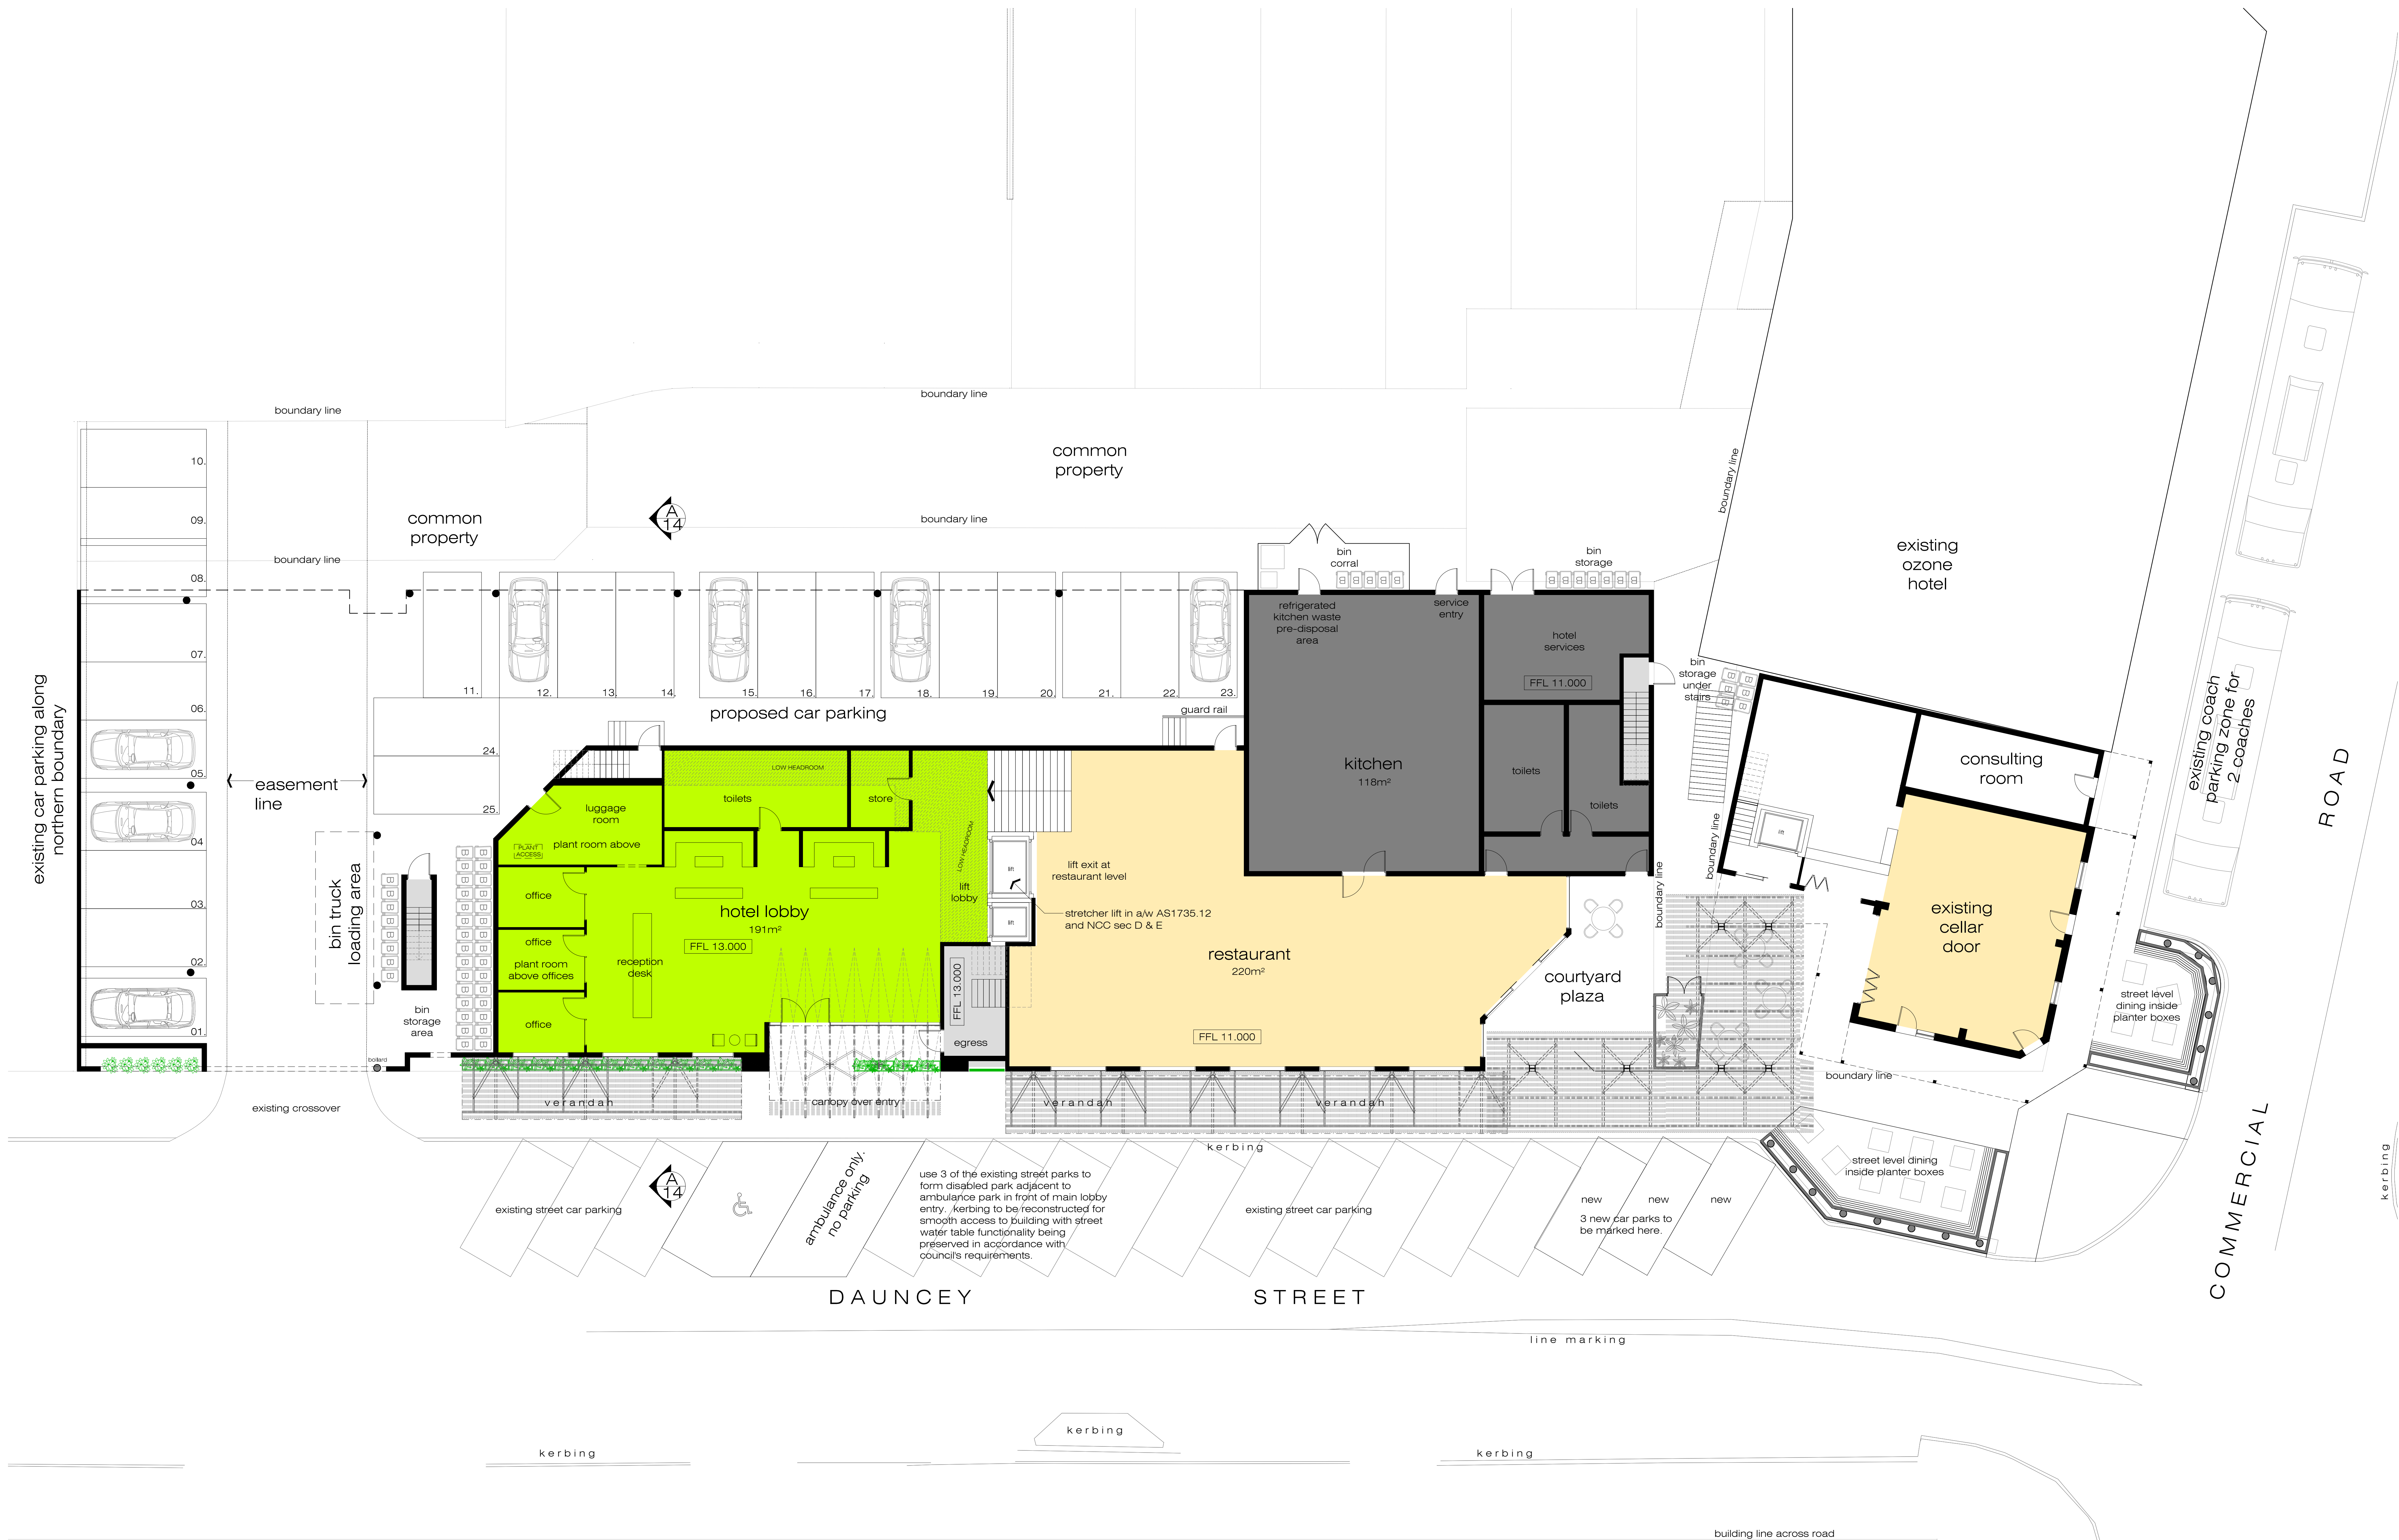 boundary line
boundary line
common
property
10.
09.
08.
07.
06.
05.
04
03.
02.
01.
common
property
A
14
boundary line
boundary line
boundary line
existing
ozone
hotel
bin
corral
bin
storage
refrigerated
kitchen waste
pre-disposal
area
service
entry
hotel
services
FFL 11.000
bin
storage
under
stairs
existing car parking along
northern boundary
easement
line
11.
12.
13.
14.
15.
16.
17.
18.
19.
20.
21.
22.
23.
24.
25.
proposed car parking
guard rail
LOW HEADROOM
toilets
store
luggage
room
plant room above
PLANT
ACCESS
LOW HEADROOM
lift
lobby
lift
lift
lift exit at
restaurant level
stretcher lift in a/w AS1735.12
and NCC sec D & E
kitchen
118m²
toilets
toilets
boundary line
boundary line
lift
consulting
room
existing coach
parking zone for
2 coaches
ROAD
bin truck
loading area
office
office
plant room
above offices
office
hotel lobby
191m²
FFL 13.000
reception
desk
FFL 13.000
egress
restaurant
220m²
FFL 11.000
courtyard
plaza
existing
cellar
door
street level
dining inside
planter boxes
bin
storage
area
bollard
existing crossover
verandah
canopy over entry
verandah
verandah
boundary line
kerbing
street level dining
inside planter boxes
COMMERCIAL
kerbing
existing street car parking
A
14
ambulance only.
no parking
use 3 of the existing street parks to
form disabled park adjacent to
ambulance park in front of main lobby
entry. kerbing to be reconstructed for
smooth access to building with street
water table functionality being
preserved in accordance with
council's requirements.
existing street car parking
new
new
new
3 new car parks to
be marked here.
DAUNCEY STREET
line marking
kerbing
kerbing
kerbing
building line across road